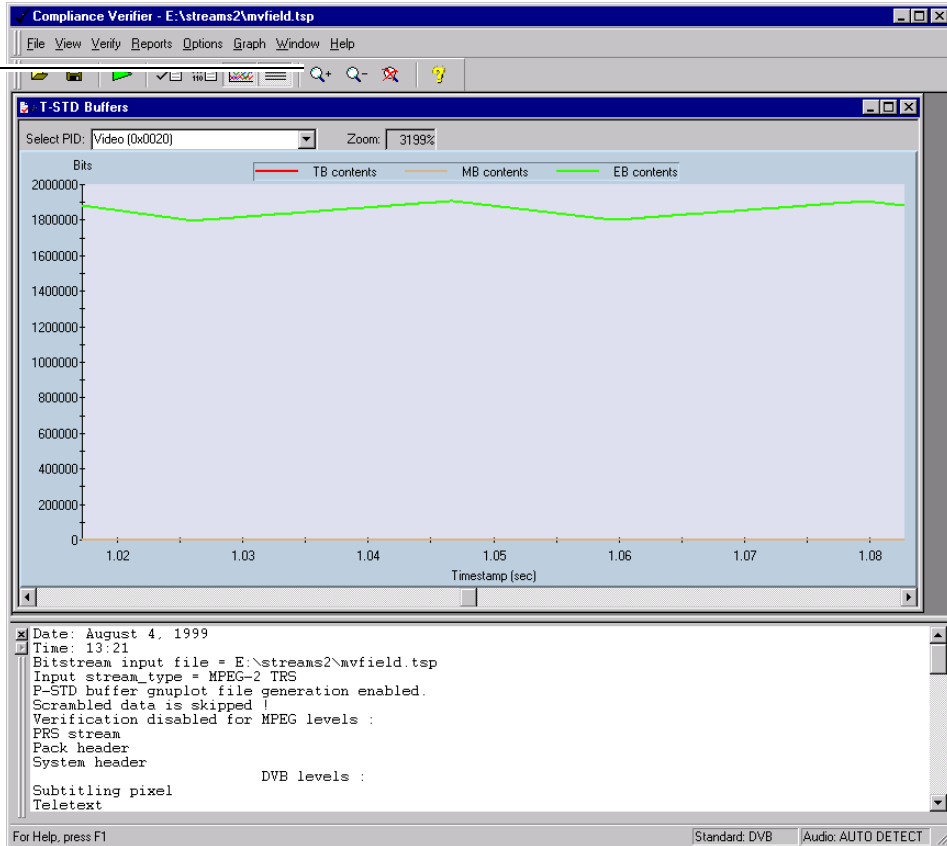 Compliance Verifier - E:\streams2\mvfield.tsp
File View Verify Reports Options Graph Window Help
T-STD Buffers
Select PID: Video (0x0020) Zoom: 3199%
Bits
TB contents MB contents EB contents
2000000
1800000
1600000
1400000
1200000
1000000
800000
600000
400000
200000
0
1.02 1.03 1.04 1.05 1.06 1.07 1.08
Timestamp (sec)
Date: August 4, 1999
Time: 13:21
Bitstream input file = E:\streams2\mvfield.tsp
Input stream_type = MPEG-2 TRS
P-STD buffer gnuplot file generation enabled.
Scrambled data is skipped !
Verification disabled for MPEG levels :
PRS stream
Pack header
System header
DVB levels :
Subtitling pixel
Teletext
For Help, press F1 Standard: DVB Audio: AUTO DETECT